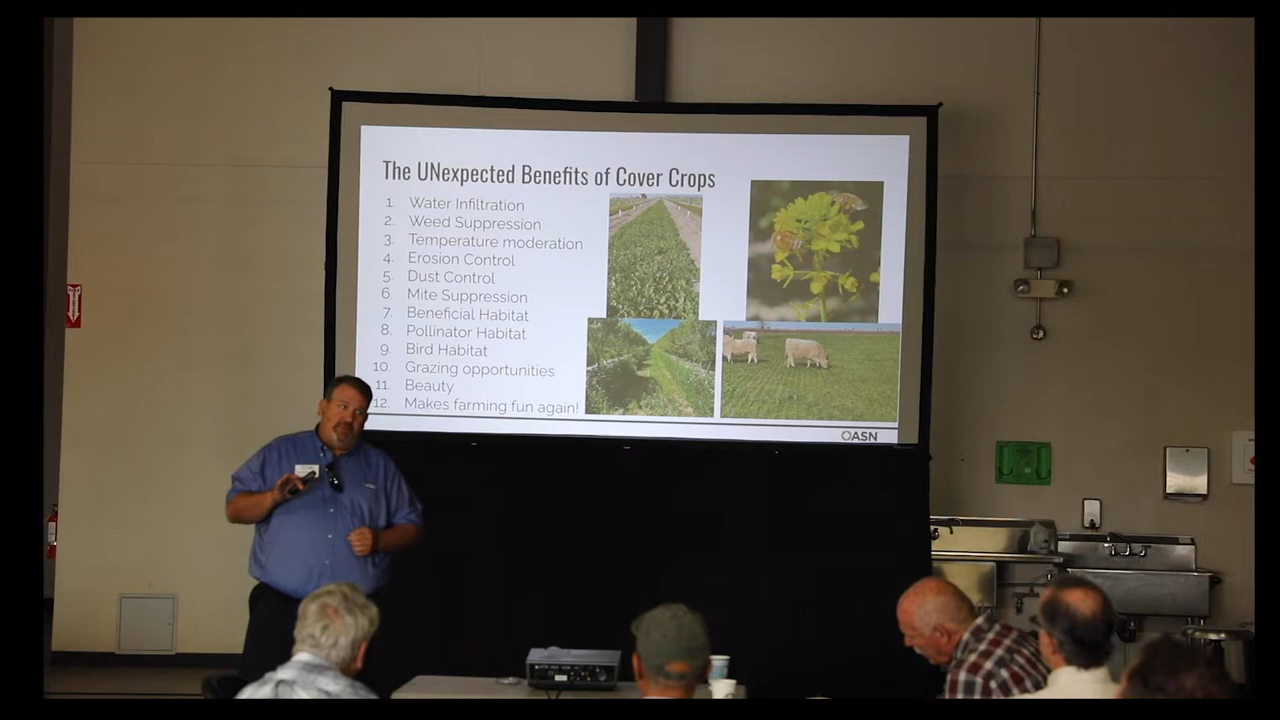 The UNexpected Benefits of Cover Crops
1. Water Infiltration
2. Weed Suppression
3. Temperature moderation
4. Erosion Control
5. Dust Control
6. Mite Suppression
7. Beneficial Habitat
8. Pollinator Habitat
9. Bird Habitat
10. Grazing opportunities
11. Beauty
12. Makes farming fun again!
ASN